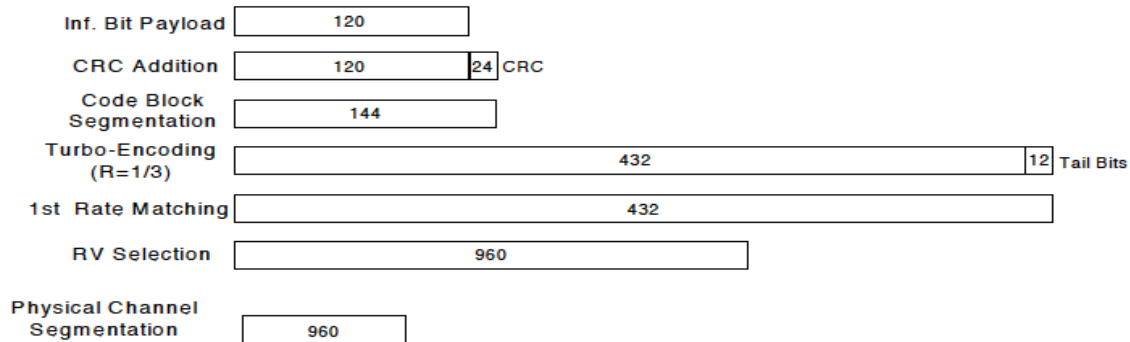 Inf. Bit Payload 120
CRC Addition 120 24 CRC
Code Block
Segmentation 144
Turbo-Encoding
(R=1/3) 432 12 Tail Bits
1st Rate Matching 432
RV Selection 960
Physical Channel
Segmentation 960